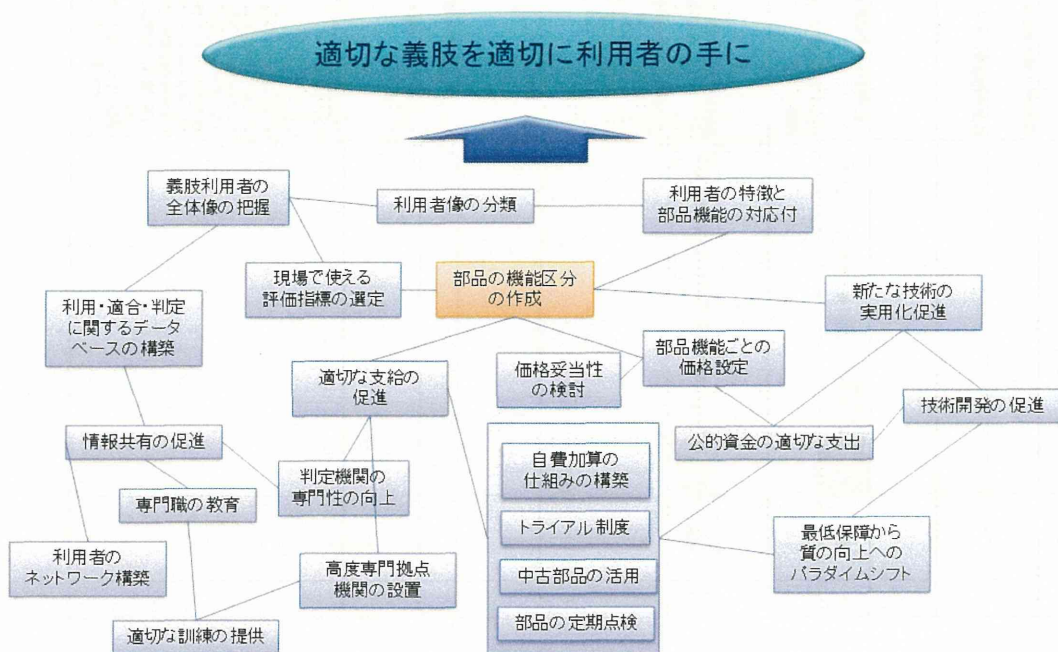 適切な義肢を適切に利用者の手に
義肢利用者の
全体像の把握
利用者像の分類
利用者の特徴と
部品機能の対応付
現場で使える
評価指標の選定
部品の機能区分
の作成
新たな技術の
実用化促進
利用・適合・判定
に関するデータ
ベースの構築
適切な支給の
促進
価格妥当性
の検討
部品機能ごとの
価格設定
技術開発の促進
情報共有の促進
公的資金の適切な支出
判定機関の
専門性の向上
自費加算の
仕組みの構築
専門職の教育
トライアル制度
利用者の
ネットワーク構築
高度専門拠点
機関の設置
中古部品の活用
最低保障から
質の向上への
パラダイムシフト
適切な訓練の提供
部品の定期点検